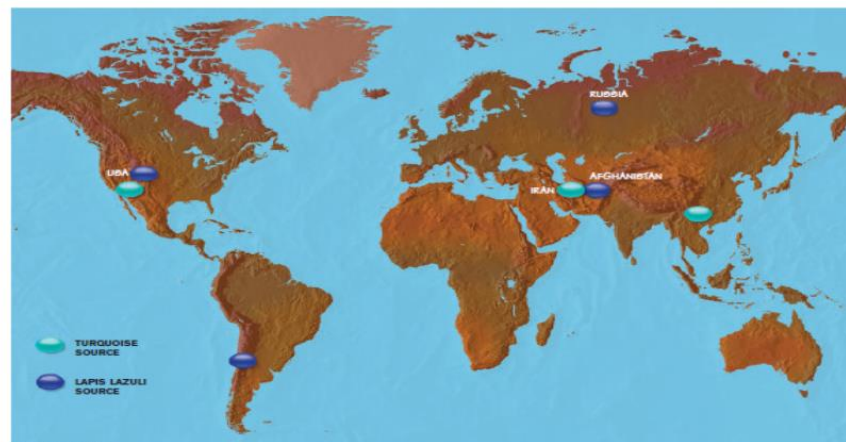 RUSSIA
USA
IRAN
AFGHANISTAN
TURQUOISE
SOURCE
LAPIS LAZULI
SOURCE